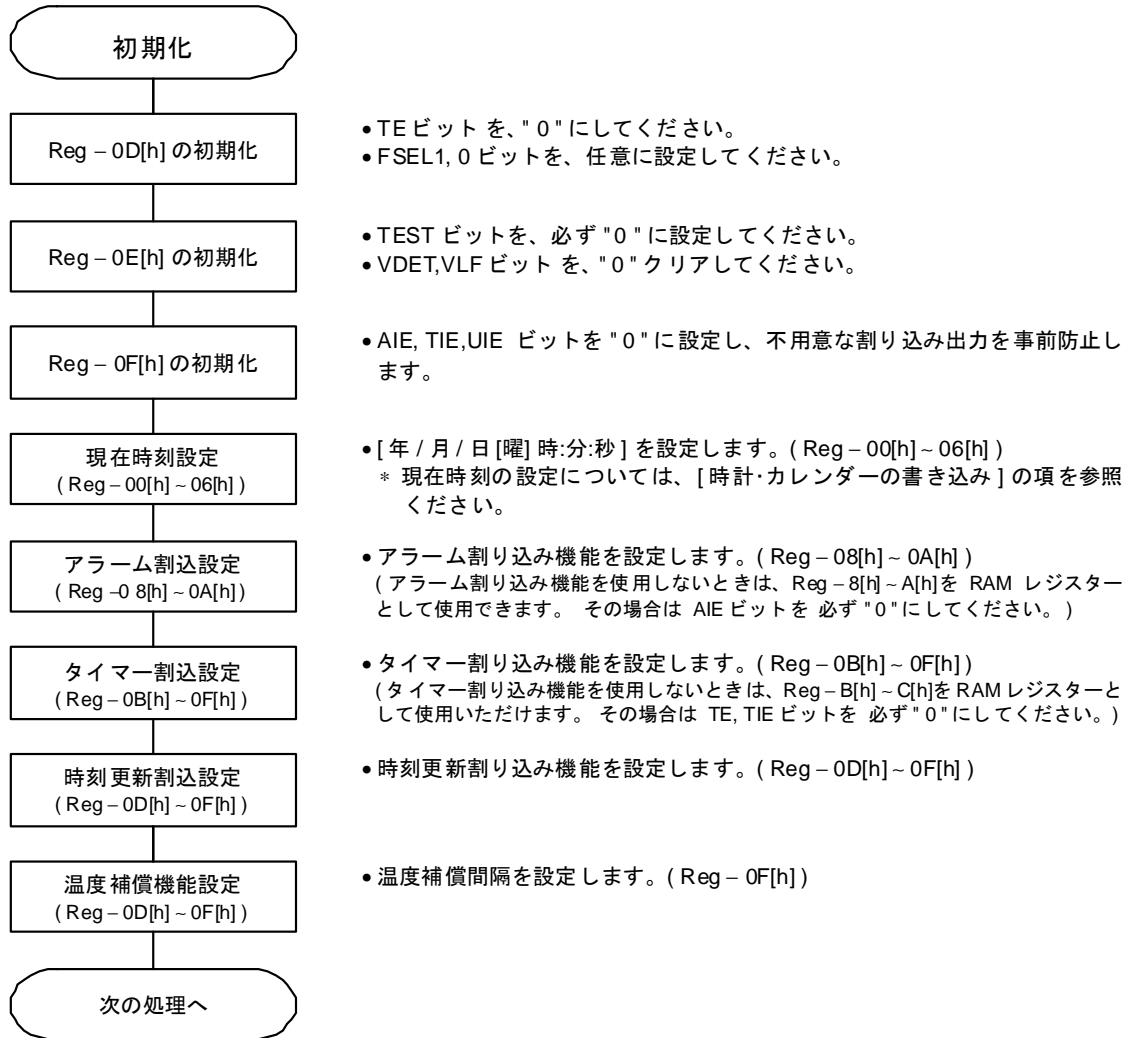 初期化
Reg – 0D[h] の初期化
• TE ビット を、" 0 " にしてください。
• FSEL1, 0 ビットを、任意に設定してください。
Reg – 0E[h] の初期化
• TEST ビットを、必ず "0 " に設定してください。
• VDET,VLF ビット を、"0 " クリアしてください。
Reg – 0F[h] の初期化
• AIE, TIE,UIE ビットを " 0 " に設定し、不用意な割り込み出力を事前防止し
ます。
現在時刻設定
( Reg – 00[h] ~ 06[h] )
• [ 年 / 月 / 日 [曜] 時:分:秒 ] を設定します。( Reg – 00[h] ~ 06[h] )
* 現在時刻の設定については、[ 時計･カレンダーの書き込み ] の項を参照
ください。
アラーム割込設定
( Reg –0 8[h] ~ 0A[h] )
• アラーム割り込み機能を設定します。( Reg – 08[h] ~ 0A[h] )
( アラーム割り込み機能を使用しないときは、Reg – 8[h] ~ A[h]を RAM レジスター
として使用できます。 その場合は AIE ビットを 必ず "0 " にしてください。 )
タイマー割込設定
( Reg – 0B[h] ~ 0F[h] )
• タイマー割り込み機能を設定します。( Reg – 0B[h] ~ 0F[h] )
( タイマー割り込み機能を使用しないときは、Reg – B[h] ~ C[h]を RAM レジスターと
して使用いただけます。 その場合は TE, TIE ビットを 必ず " 0 " にしてください。)
時刻更新割込設定
( Reg – 0D[h] ~ 0F[h] )
• 時刻更新割り込み機能を設定します。( Reg – 0D[h] ~ 0F[h] )
温度補償機能設定
( Reg – 0D[h] ~ 0F[h] )
• 温度補償間隔を設定します。( Reg – 0F[h] )
次の処理へ